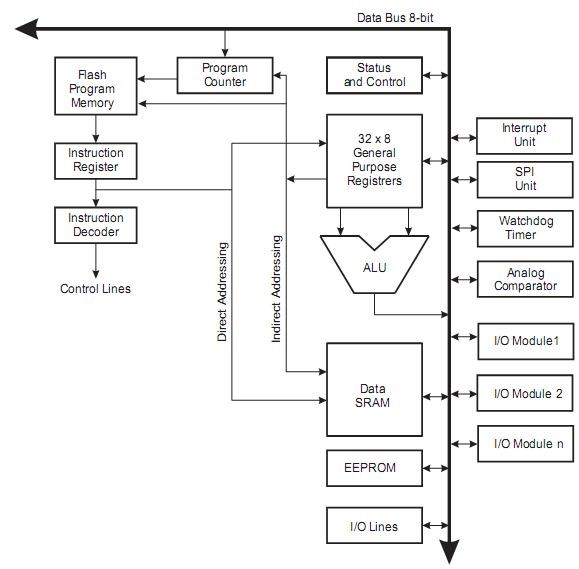 Data Bus 8-bit
Flash
Program
Memory
Program
Counter
Status
and Control
Instruction
Register
32 x 8
General
Purpose
Registrers
Interrupt
Unit
SPI
Unit
Instruction
Decoder
Watchdog
Timer
Control Lines
Direct Addressing
Indirect Addressing
ALU
Analog
Comparator
I/O Module1
Data
SRAM
I/O Module 2
I/O Module n
EEPROM
I/O Lines